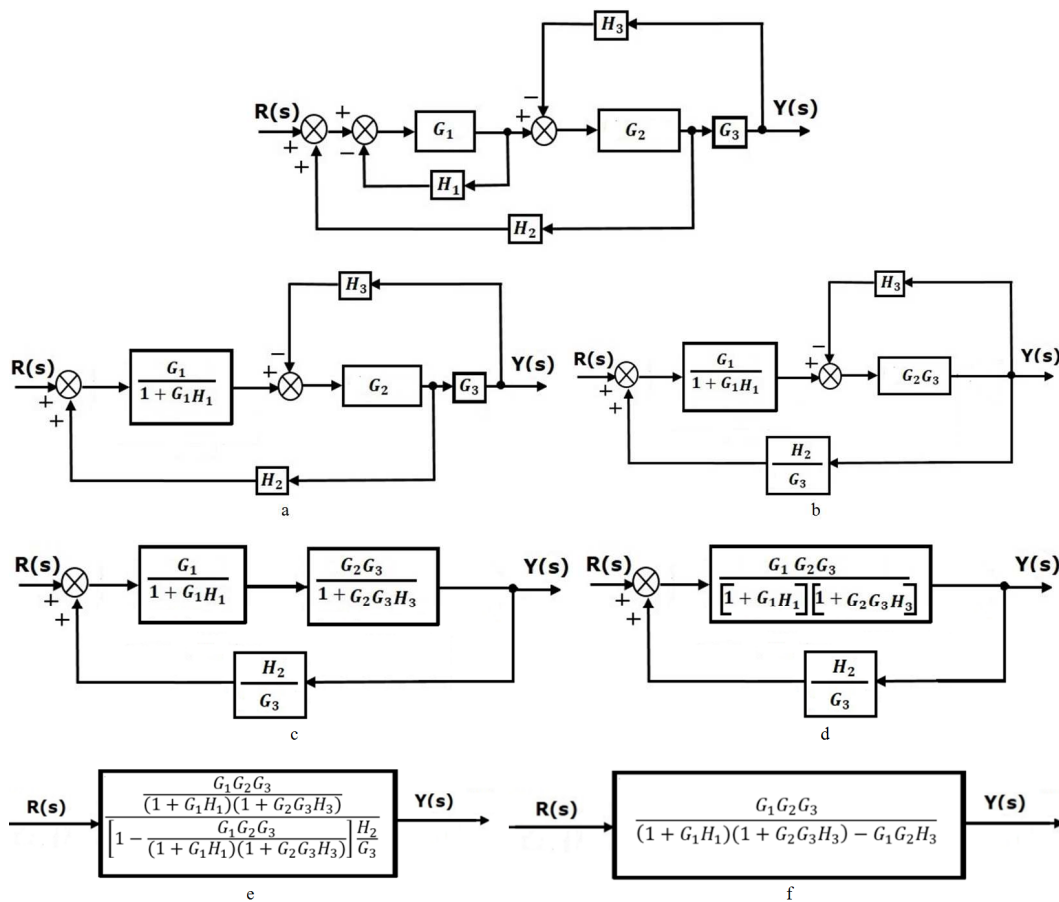 H₃
R(s) + + + − G₁ − + G₂ G₃ Y(s)
H₁
H₂
H₃
R(s) + + G₁ / 1 + G₁H₁ + − G₂ G₃ Y(s)
H₂
a
H₃
R(s) + + G₁ / 1 + G₁H₁ + − G₂G₃ Y(s)
H₂ / G₃
b
R(s) + + G₁ / 1 + G₁H₁ G₂G₃ / 1 + G₂G₃H₃ Y(s)
H₂ / G₃
c
R(s) + + G₁ G₂G₃ / [1 + G₁H₁] [1 + G₂G₃H₃] Y(s)
H₂ / G₃
d
R(s) G₁G₂G₃ / (1 + G₁H₁)(1 + G₂G₃H₃) / [1 − G₁G₂G₃ / (1 + G₁H₁)(1 + G₂G₃H₃)] H₂ / G₃ Y(s)
e
R(s) G₁G₂G₃ / (1 + G₁H₁)(1 + G₂G₃H₃) − G₁G₂H₃ Y(s)
f